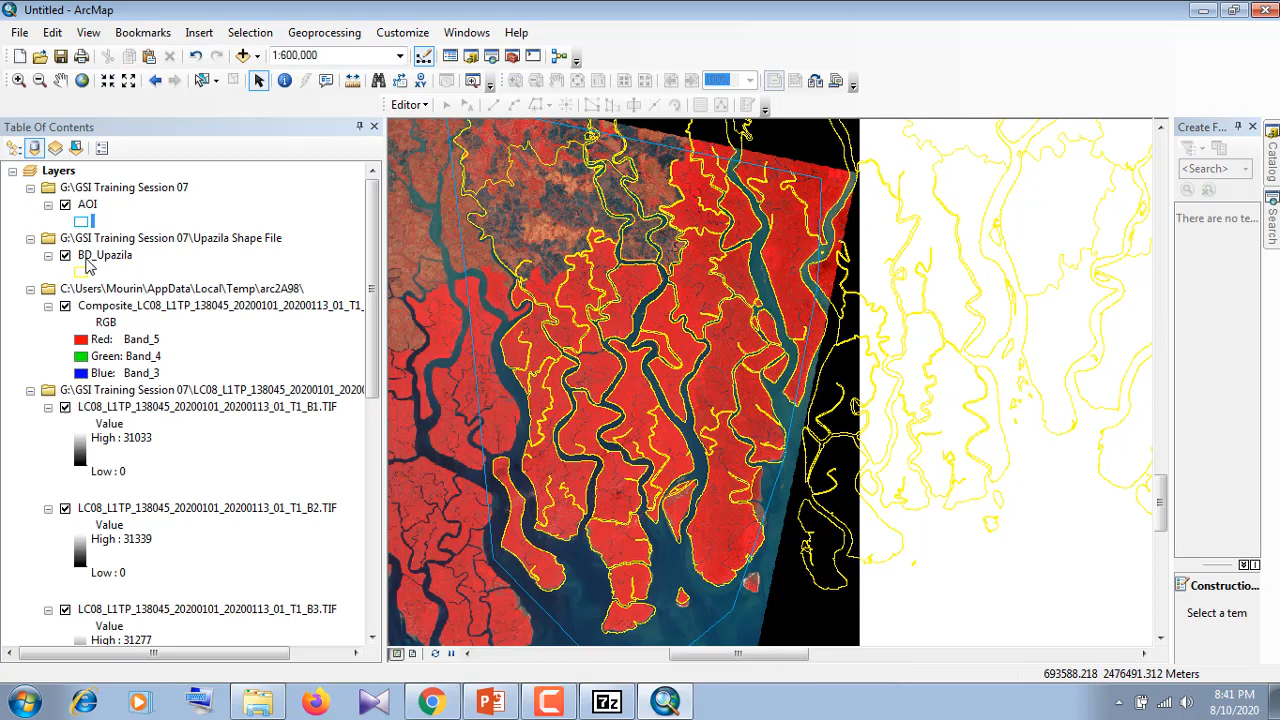 Untitled - ArcMap
File Edit View Bookmarks Insert Selection Geoprocessing Customize Windows Help
1:600,000
100%
Editor
Table Of Contents
Layers
G:\GSI Training Session 07
AOI
G:\GSI Training Session 07\Upazila Shape File
BD_Upazila
C:\Users\Mourin\AppData\Local\Temp\arc2A98\
Composite_LC08_L1TP_138045_20200101_20200113_01_T1_
RGB
Red: Band_5
Green: Band_4
Blue: Band_3
G:\GSI Training Session 07\LC08_L1TP_138045_20200101_20200
LC08_L1TP_138045_20200101_20200113_01_T1_B1.TIF
Value
High : 31033
Low : 0
LC08_L1TP_138045_20200101_20200113_01_T1_B2.TIF
Value
High : 31339
Low : 0
LC08_L1TP_138045_20200101_20200113_01_T1_B3.TIF
Value
High : 31277
Create F...
<Search>
There are no te...
Constructio...
Select a tem
Catalog
Search
693588.218 2476491.312 Meters
7z
8:41 PM
8/10/2020